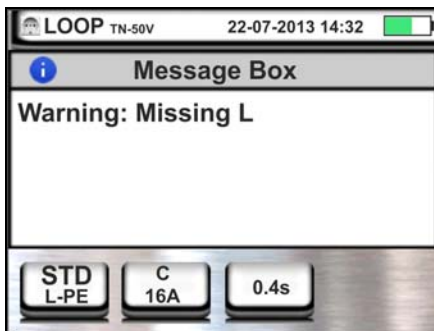 LOOP TN-50V 22-07-2013 14:32
Message Box
Warning: Missing L
STD
L-PE
C
16A
0.4s